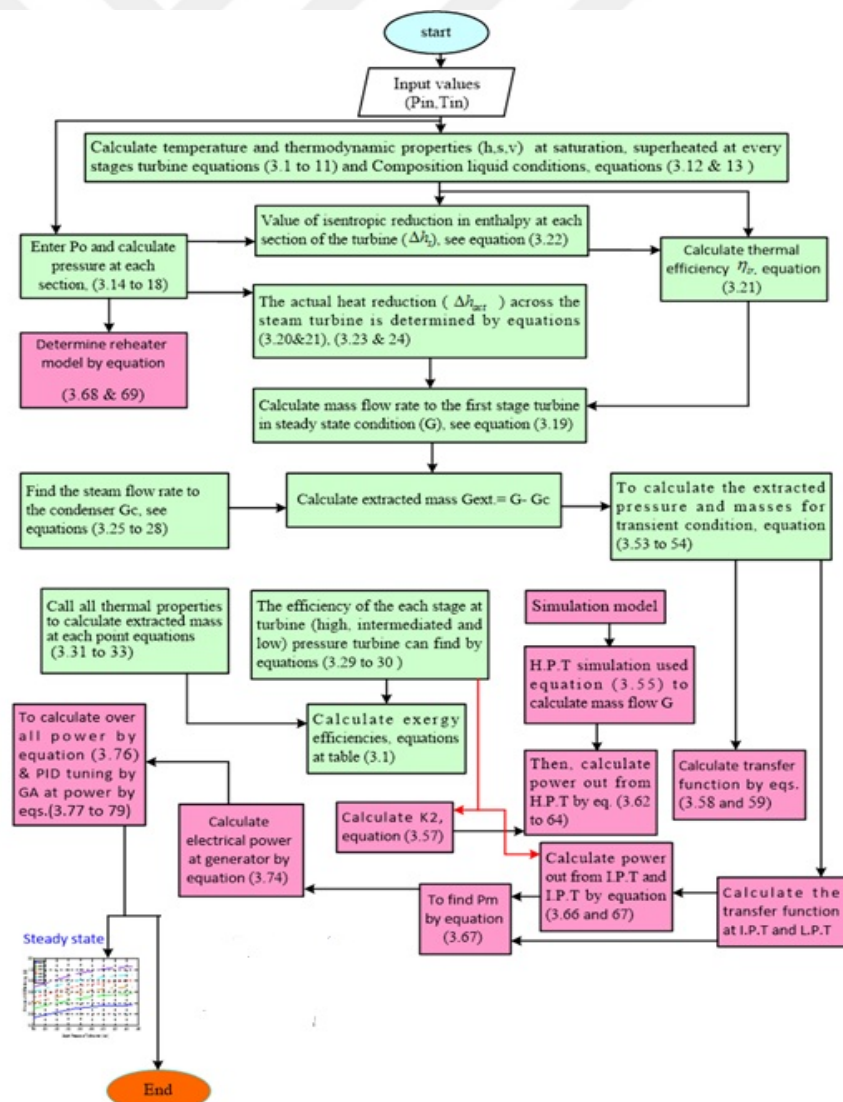 start
Input values
(Pin,Tin)
Calculate temperature and thermodynamic properties (h,s,v) at saturation, superheated at every
stages turbine equations (3.1 to 11) and Composition liquid conditions, equations (3.12 & 13 )
Value of isentropic reduction in enthalpy at each
section of the turbine (Δhᵢ), see equation (3.22)
Enter Po and calculate
pressure at each
section, (3.14 to 18)
Calculate thermal
efficiency η, equation
(3.21)
The actual heat reduction ( Δh_act ) across the
steam turbine is determined by equations
(3.20&21), (3.23 & 24)
Determine reheater
model by equation
(3.68 & 69)
Calculate mass flow rate to the first stage turbine
in steady state condition (G), see equation (3.19)
Find the steam flow rate to
the condenser Gc, see
equations (3.25 to 28)
Calculate extracted mass Gext.= G- Gc
To calculate the extracted
pressure and masses for
transient condition, equation
(3.53 to 54)
Call all thermal properties
to calculate extracted mass
at each point equations
(3.31 to 33)
The efficiency of the each stage at
turbine (high, intermediated and
low) pressure turbine can find by
equations (3.29 to 30 )
Simulation model
H.P.T simulation used
equation (3.55) to
calculate mass flow G
To calculate over
all power by
equation (3.76)
& PID tuning by
GA at power by
eqs.(3.77 to 79)
Calculate exergy
efficiencies, equations
at table (3.1)
Then, calculate
power out from
H.P.T by eq. (3.62
to 64)
Calculate transfer
function by eqs.
(3.58 and 59)
Calculate
electrical power
at generator by
equation (3.74)
Calculate K2,
equation (3.57)
Calculate power
out from I.P.T and
I.P.T by equation
(3.66 and 67)
To find Pm
by equation
(3.67)
Calculate the
transfer function
at I.P.T and L.P.T
Steady state
End